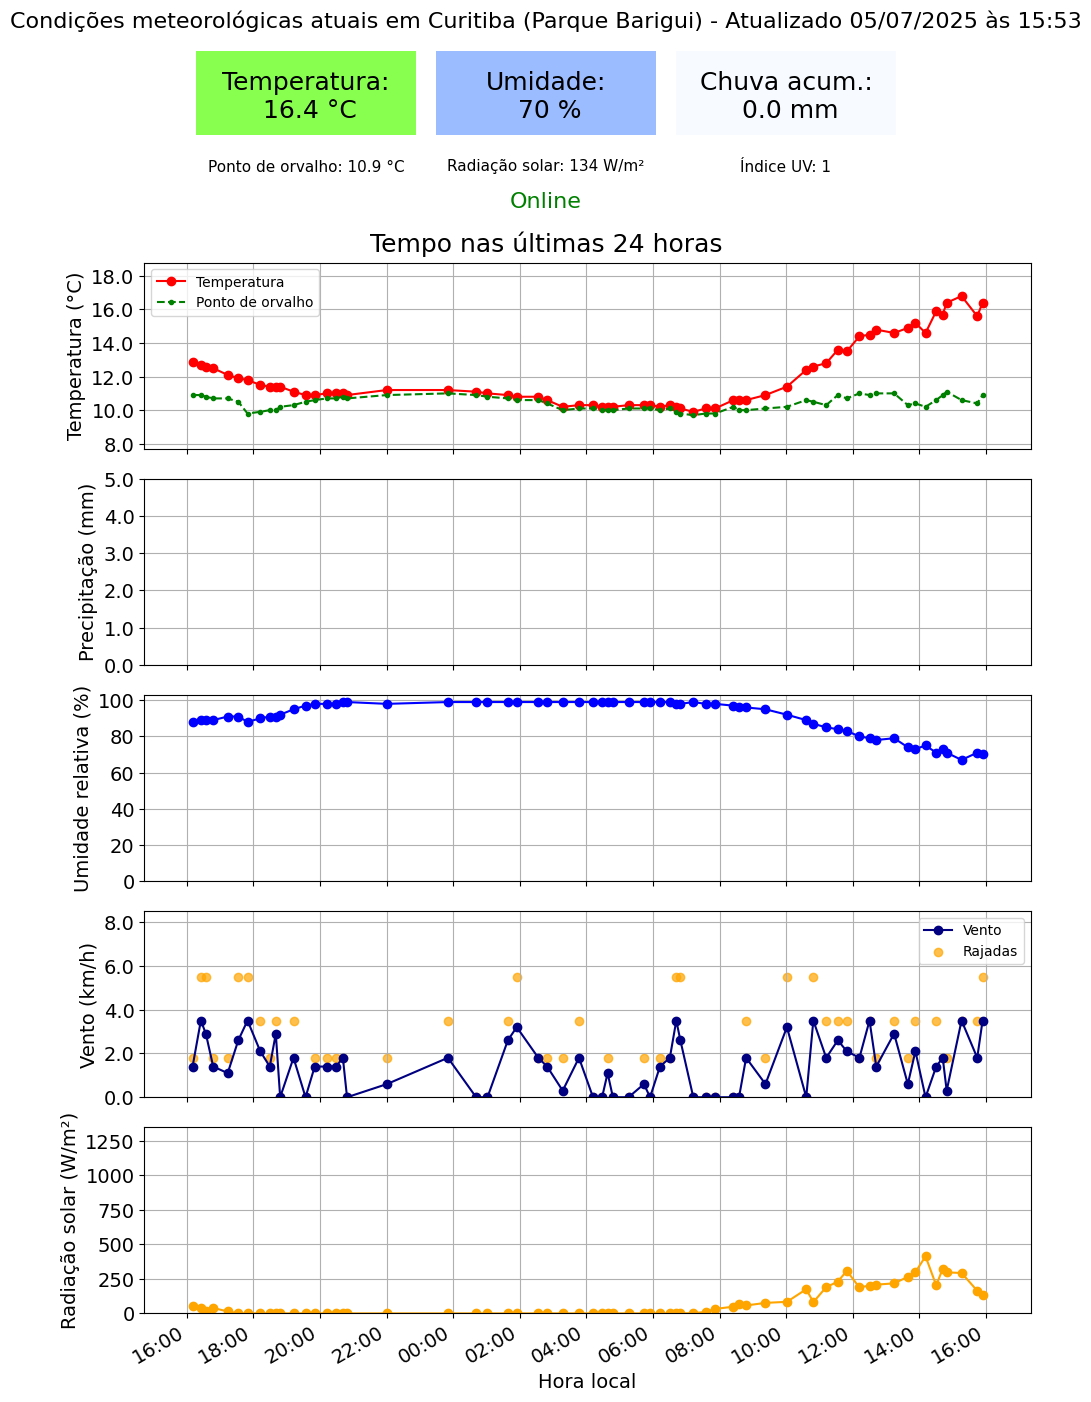 Condições meteorológicas atuais em Curitiba (Parque Barigui) - Atualizado 05/07/2025 às 15:53
Temperatura:
16.4 °C
Umidade:
70 %
Chuva acum.:
0.0 mm
Ponto de orvalho: 10.9 °C
Radiação solar: 134 W/m²
Índice UV: 1
Online
Tempo nas últimas 24 horas
Temperatura (°C)
18.0
16.0
14.0
12.0
10.0
8.0
Temperatura
Ponto de orvalho
Precipitação (mm)
5.0
4.0
3.0
2.0
1.0
0.0
Umidade relativa (%)
100
80
60
40
20
0
Vento (km/h)
8.0
6.0
4.0
2.0
0.0
Vento
Rajadas
Radiação solar (W/m²)
1250
1000
750
500
250
0
16:00
18:00
20:00
22:00
00:00
02:00
04:00
06:00
08:00
10:00
12:00
14:00
16:00
Hora local